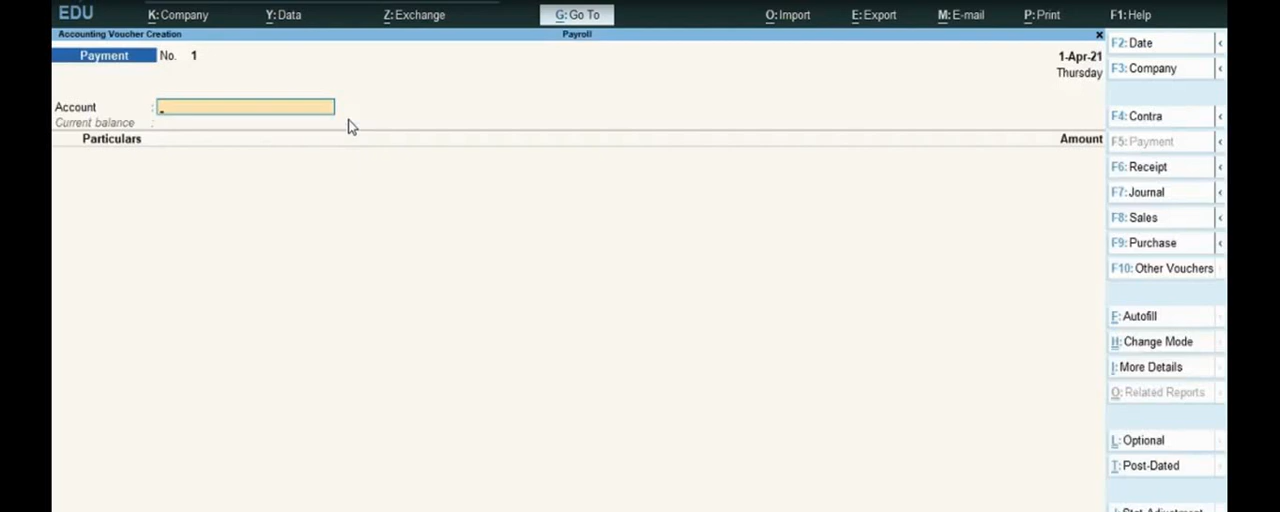 EDU K: Company Y: Data Z: Exchange G: Go To O: Import E: Export M: E-mail P: Print F1: Help
Accounting Voucher Creation Payroll x
Payment No. 1 1-Apr-21
Thursday
Account :
Current balance :
Particulars Amount
F2: Date
F3: Company
F4: Contra
F5: Payment
F6: Receipt
F7: Journal
F8: Sales
F9: Purchase
F10: Other Vouchers
F: Autofill
H: Change Mode
I: More Details
O: Related Reports
L: Optional
T: Post-Dated